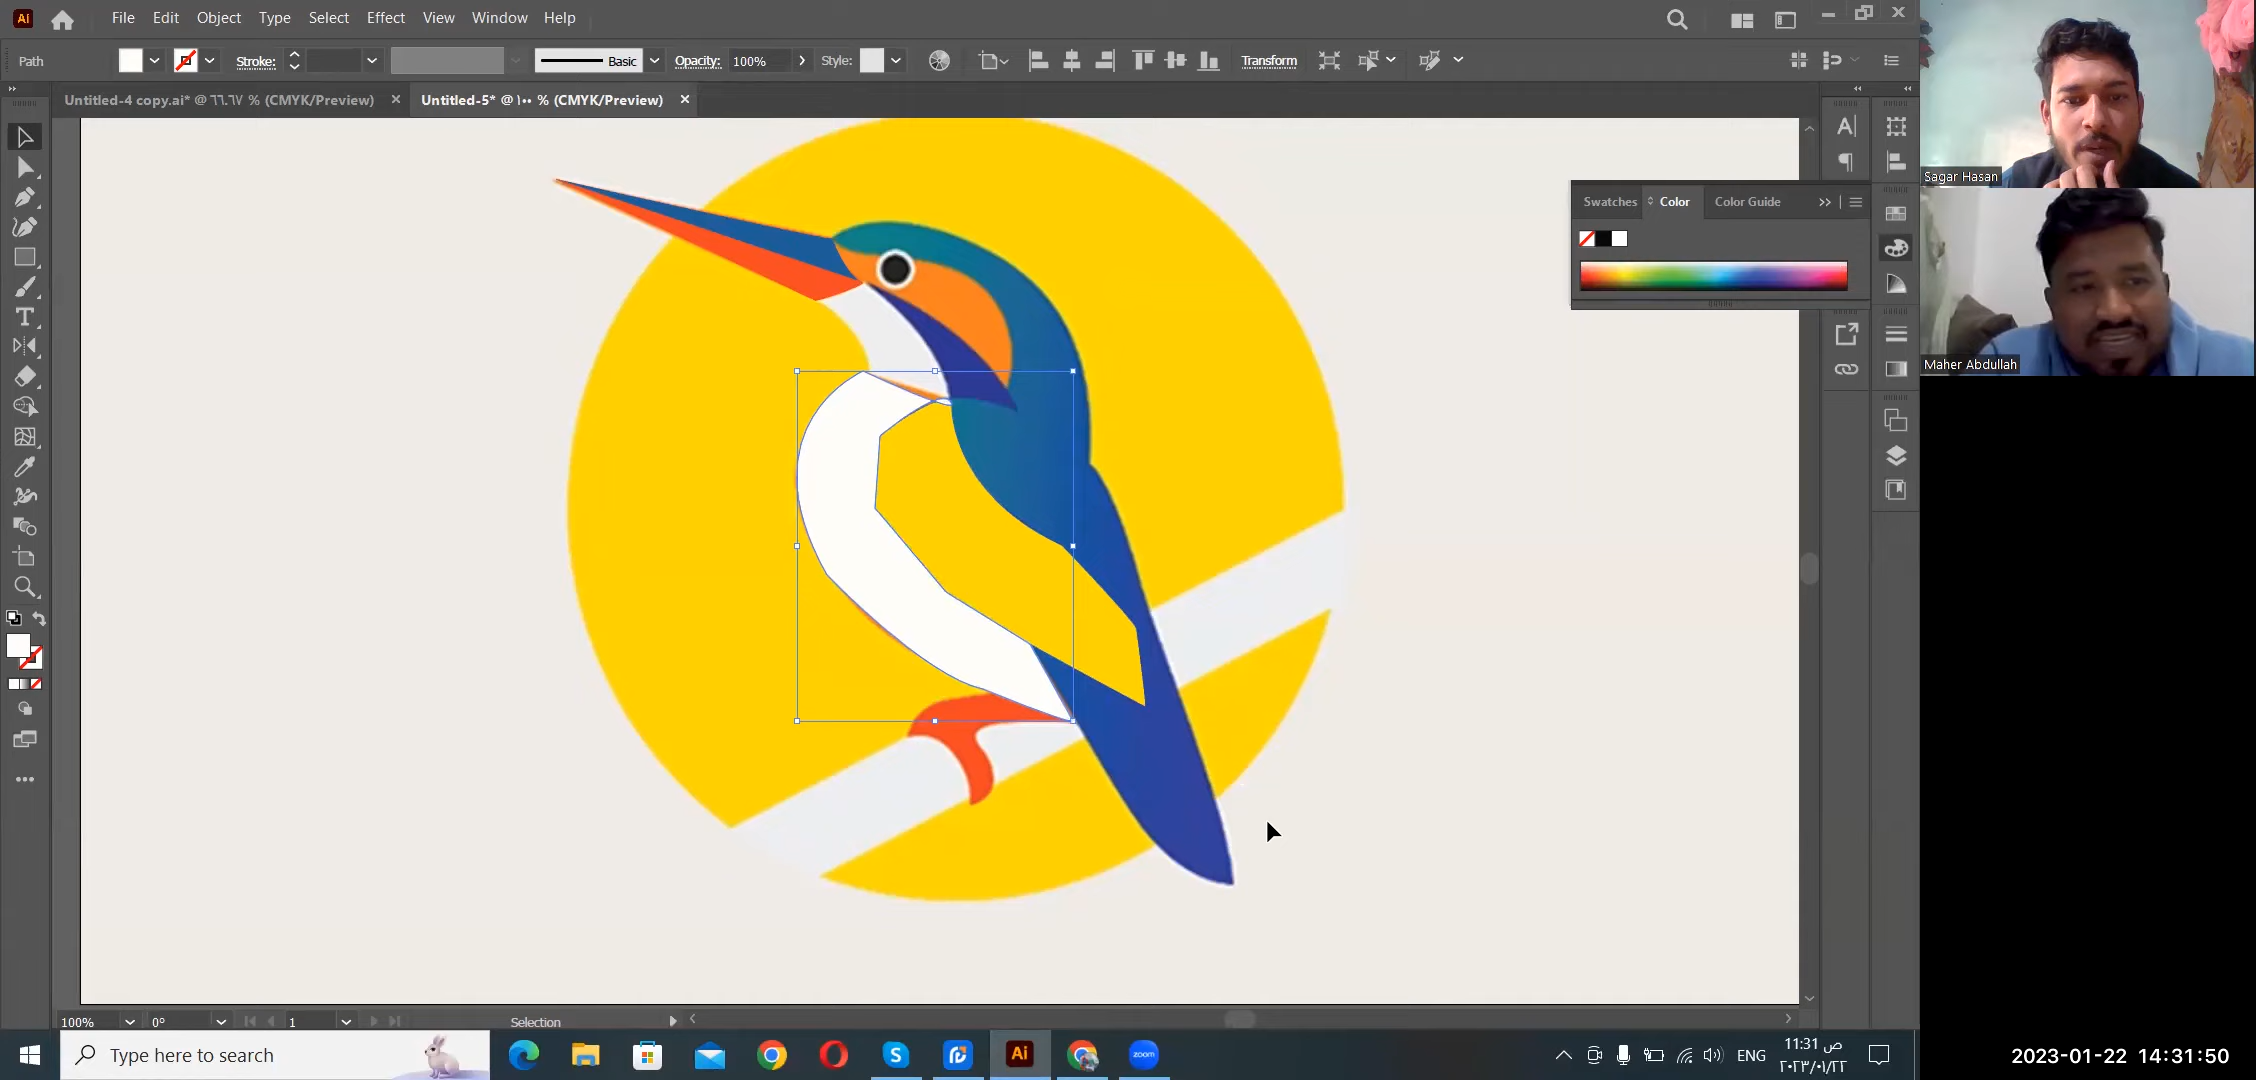 Ai File Edit Object Select Type Effect View Window Help
Path Stroke: Basic Opacity: 100% Style: Transform
Untitled-4 copy.ai* @ ٦٦.٦٧ % (CMYK/Preview) × Untitled-5* @ ١٠٠ % (CMYK/Preview) ×
Swatches Color Color Guide
Sagar Hasan
Maher Abdullah
100% 0° 1 Selection
Type here to search
Ai
zoom
ENG
11:31 ص
٢٠٢٣/٠١/٢٢
2023-01-22 14:31:50